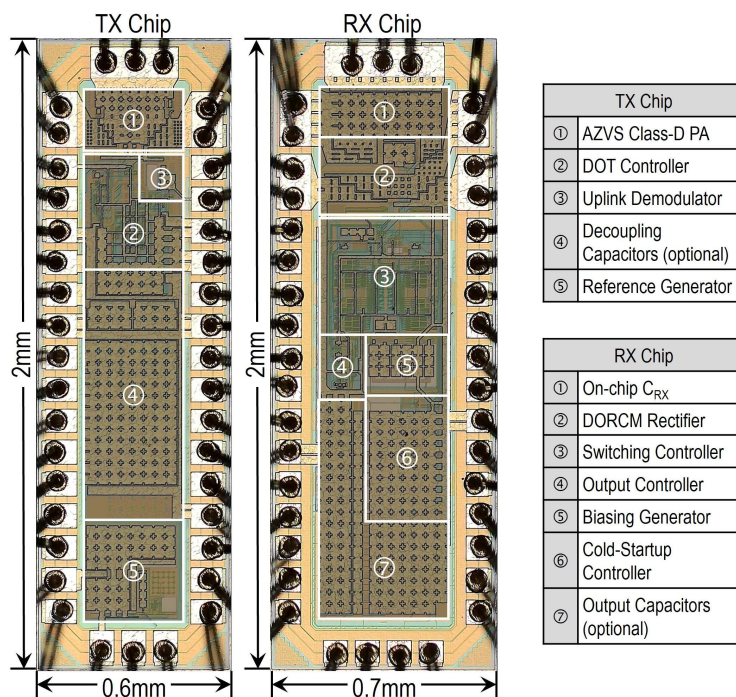 TX Chip
RX Chip
2mm
2mm
①
③
②
④
⑤
①
②
③
④
⑤
⑥
⑦
0.6mm
0.7mm
TX Chip
① AZVS Class-D PA
② DOT Controller
③ Uplink Demodulator
④ Decoupling
Capacitors (optional)
⑤ Reference Generator
RX Chip
① On-chip CRX
② DORCM Rectifier
③ Switching Controller
④ Output Controller
⑤ Biasing Generator
⑥ Cold-Startup
Controller
⑦ Output Capacitors
(optional)